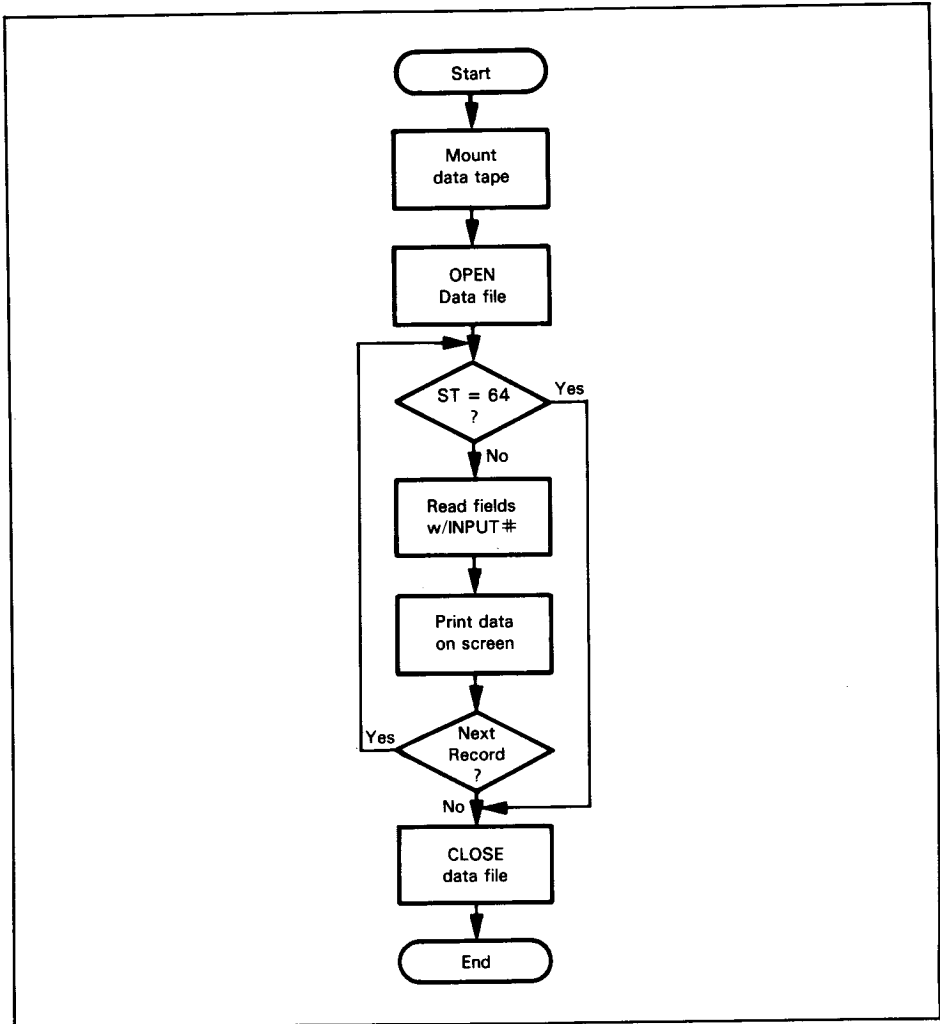 Start
Mount
data tape
OPEN
Data file
ST = 64
?
Yes
No
Read fields
w/INPUT#
Print data
on screen
Next
Record
?
Yes
No
CLOSE
data file
End